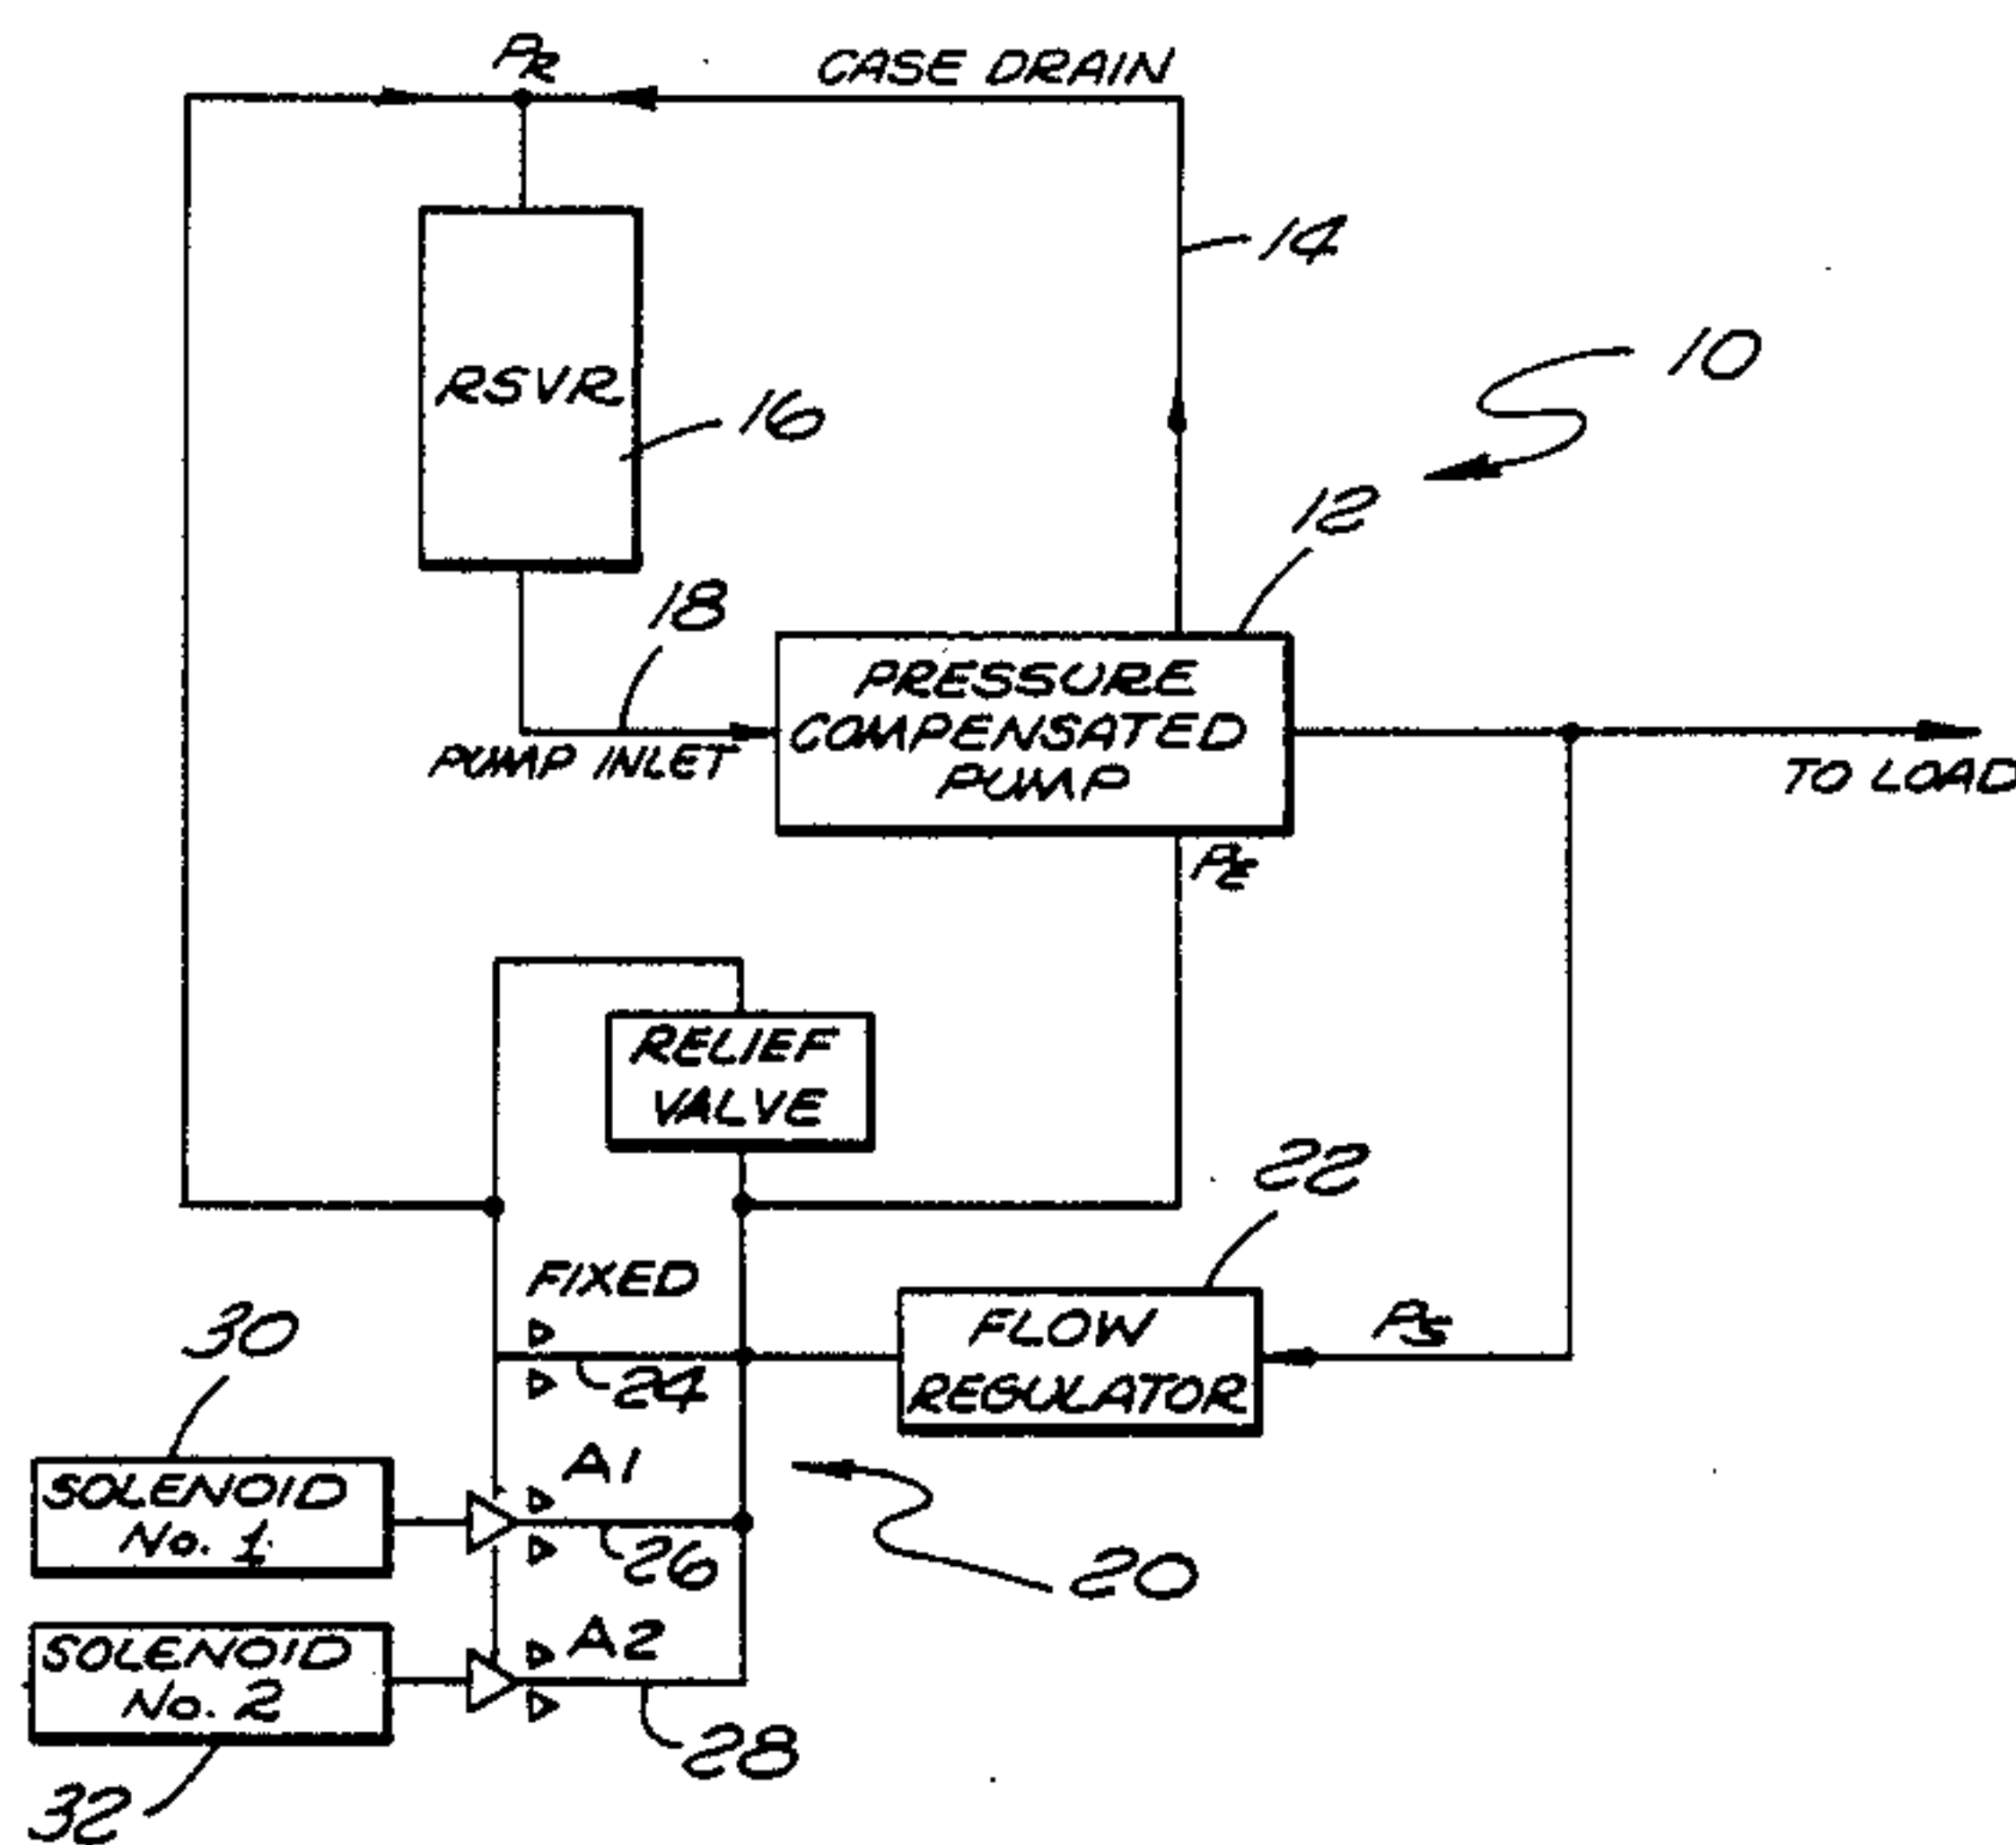 PR
CASE DRAIN
14
10
RSVR
16
12
18
PRESSURE
COMPENSATED
PUMP
PUMP INLET
TO LOAD
RELIEF
VALVE
22
FIXED
30
FLOW
REGULATOR
PS
24
A1
SOLENOID
No. 1
26
20
A2
SOLENOID
No. 2
28
32